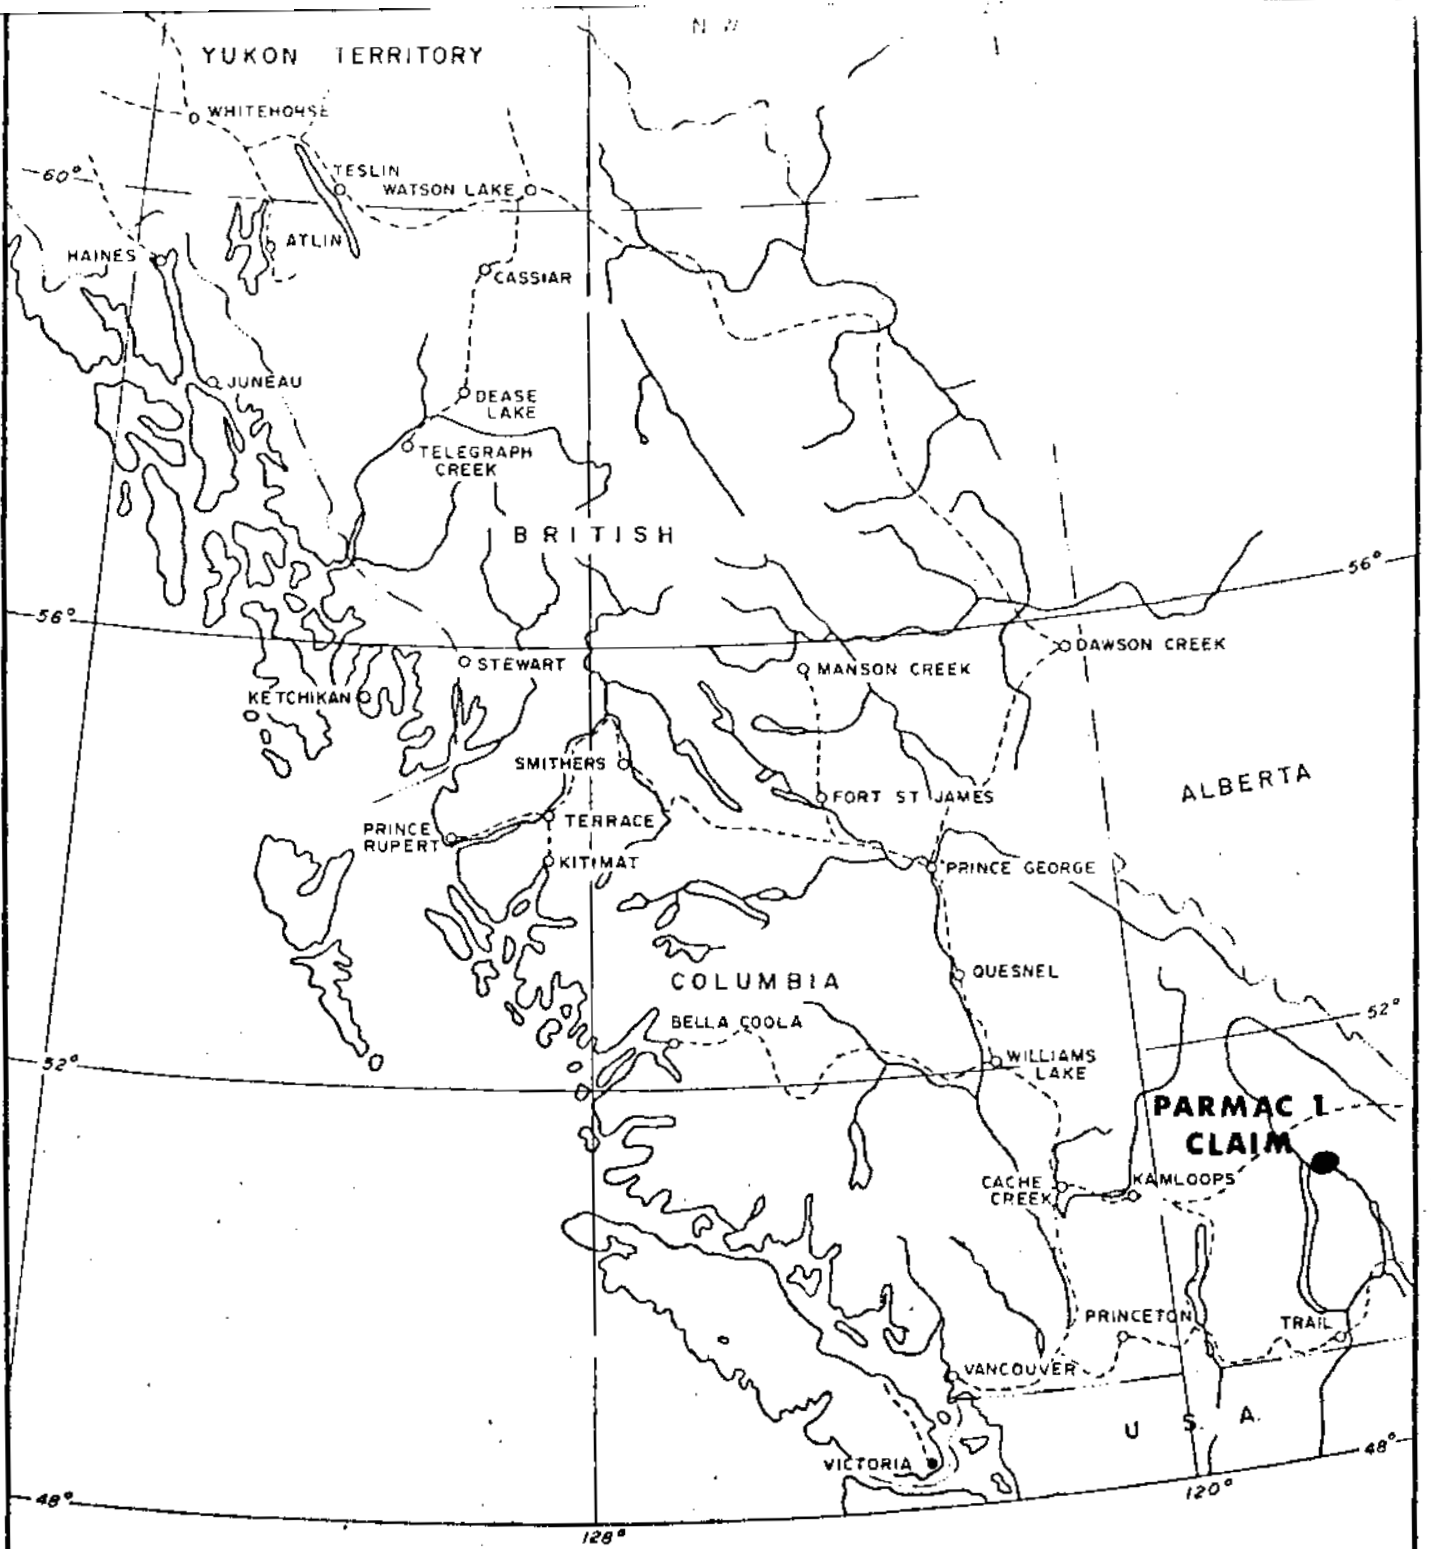 N W
YUKON TERRITORY
WHITEHORSE
TESLIN
60°
WATSON LAKE
ATLIN
HAINES
CASSIAR
JUNEAU
DEASE
LAKE
TELEGRAPH
CREEK
BRITISH
56°
56°
DAWSON CREEK
STEWART
MANSON CREEK
KETCHIKAN
SMITHERS
ALBERTA
FORT ST JAMES
PRINCE
RUPERT
TERRACE
KITIMAT
PRINCE GEORGE
QUESNEL
COLUMBIA
52°
BELLA COOLA
WILLIAMS
LAKE
52°
PARMAC 1
CLAIM
CACHE
CREEK
KAMLOOPS
PRINCETON
TRAIL
VANCOUVER
U. S. A.
VICTORIA
48°
48°
120°
128°